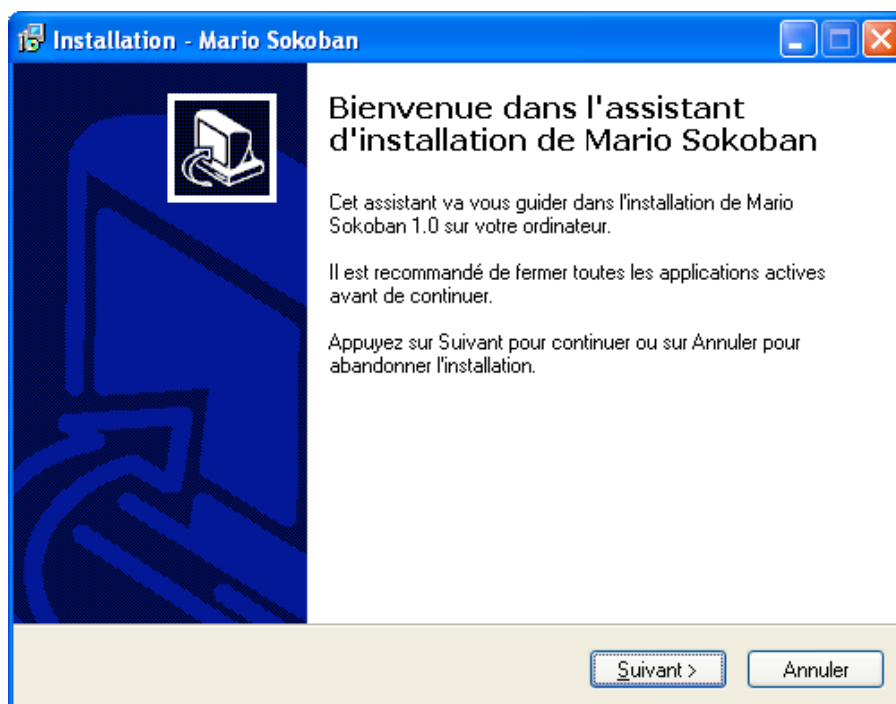 Installation - Mario Sokoban
Bienvenue dans l'assistant
d'installation de Mario Sokoban
Cet assistant va vous guider dans l'installation de Mario
Sokoban 1.0 sur votre ordinateur.
Il est recommandé de fermer toutes les applications actives
avant de continuer.
Appuyez sur Suivant pour continuer ou sur Annuler pour
abandonner l'installation.
Suivant >
Annuler